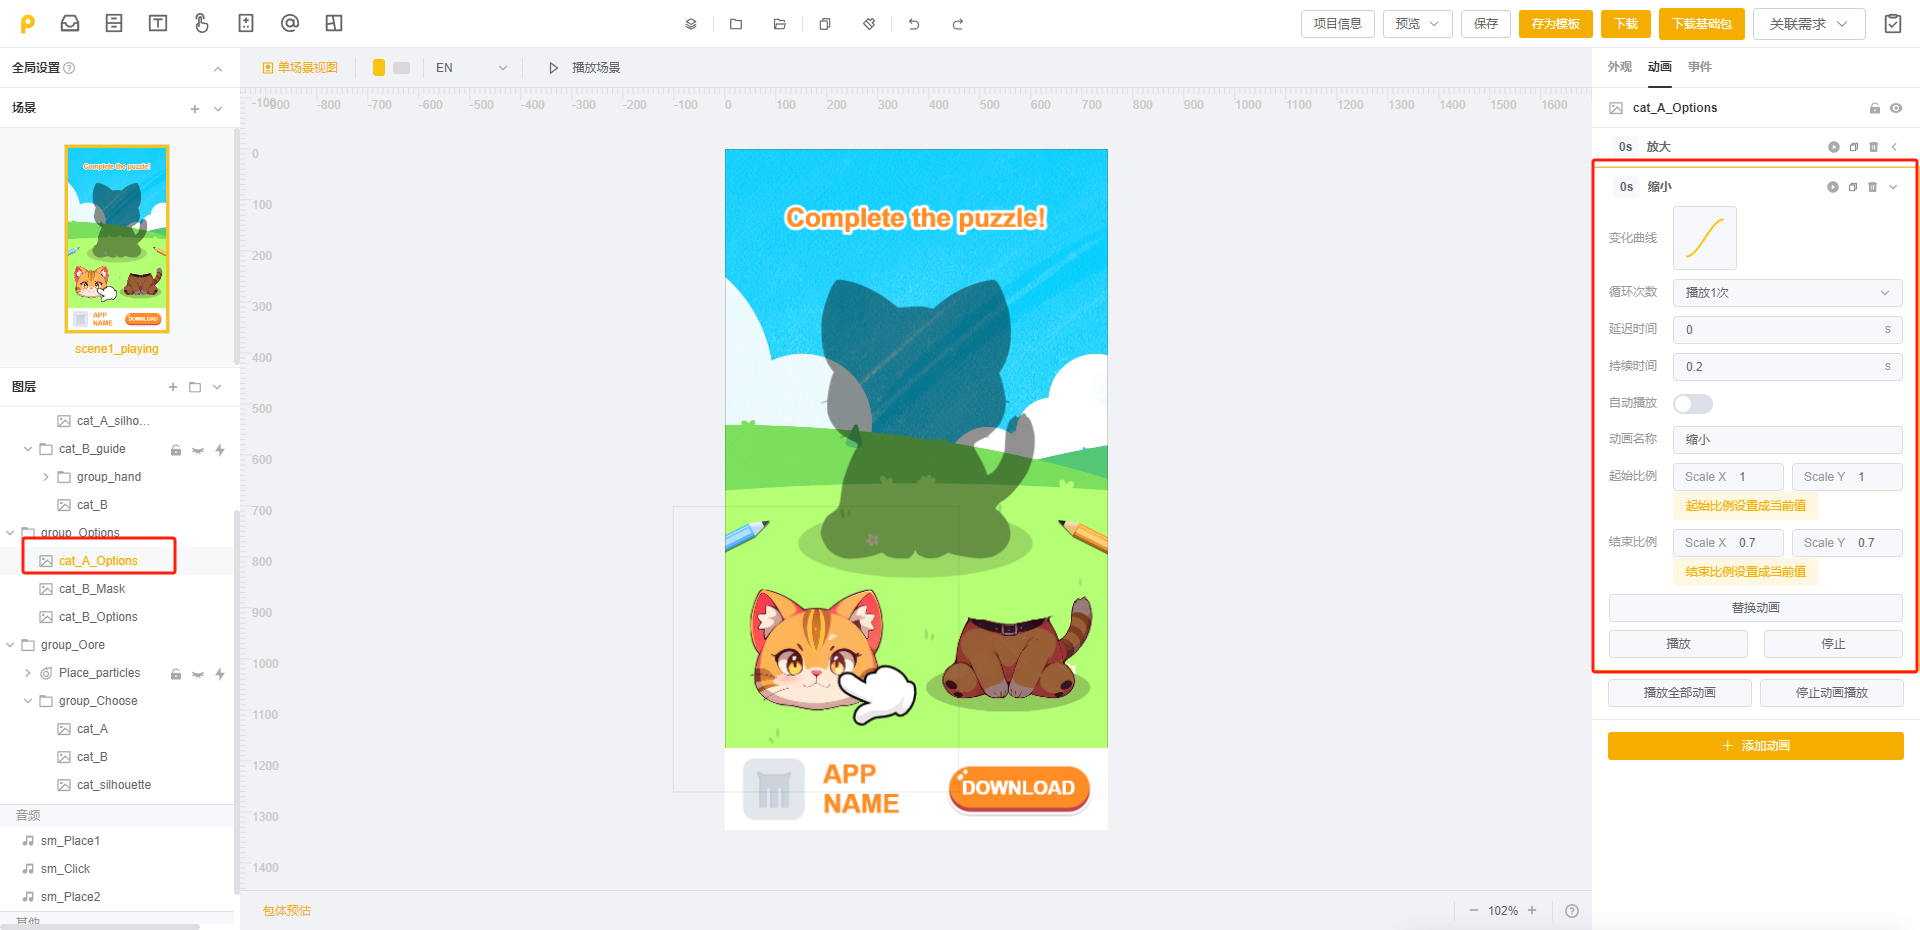 项目信息
预览
保存
存为模板
下载
下载基础包
关联需求
全局设置
场景
Complete the puzzle!
APP
NAME
DOWNLOAD
scene1_playing
图层
cat_A_silho...
cat_B_guide
group_hand
cat_B
group_Options
cat_A_Options
cat_B_Mask
cat_B_Options
group_Oore
Place_particles
group_Choose
cat_A
cat_B
cat_silhouette
音频
sm_Place1
sm_Click
sm_Place2
其他
单场景视图
EN
播放场景
-900 -800 -700 -600 -500 -400 -300 -200 -100 0 100 200 300 400 500 600 700 800 900 1000 1100 1200 1300 1400 1500 1600
-100
0
100
200
300
400
500
600
700
800
900
1000
1100
1200
1300
1400
Complete the puzzle!
APP
NAME
DOWNLOAD
包体预估
102%
外观 动画 事件
cat_A_Options
0s 放大
0s 缩小
变化曲线
循环次数 播放1次
延迟时间 0 s
持续时间 0.2 s
自动播放
动画名称 缩小
起始比例 Scale X 1 Scale Y 1
起始比例设置成当前值
结束比例 Scale X 0.7 Scale Y 0.7
结束比例设置成当前值
替换动画
播放 停止
播放全部动画 停止动画播放
+ 添加动画